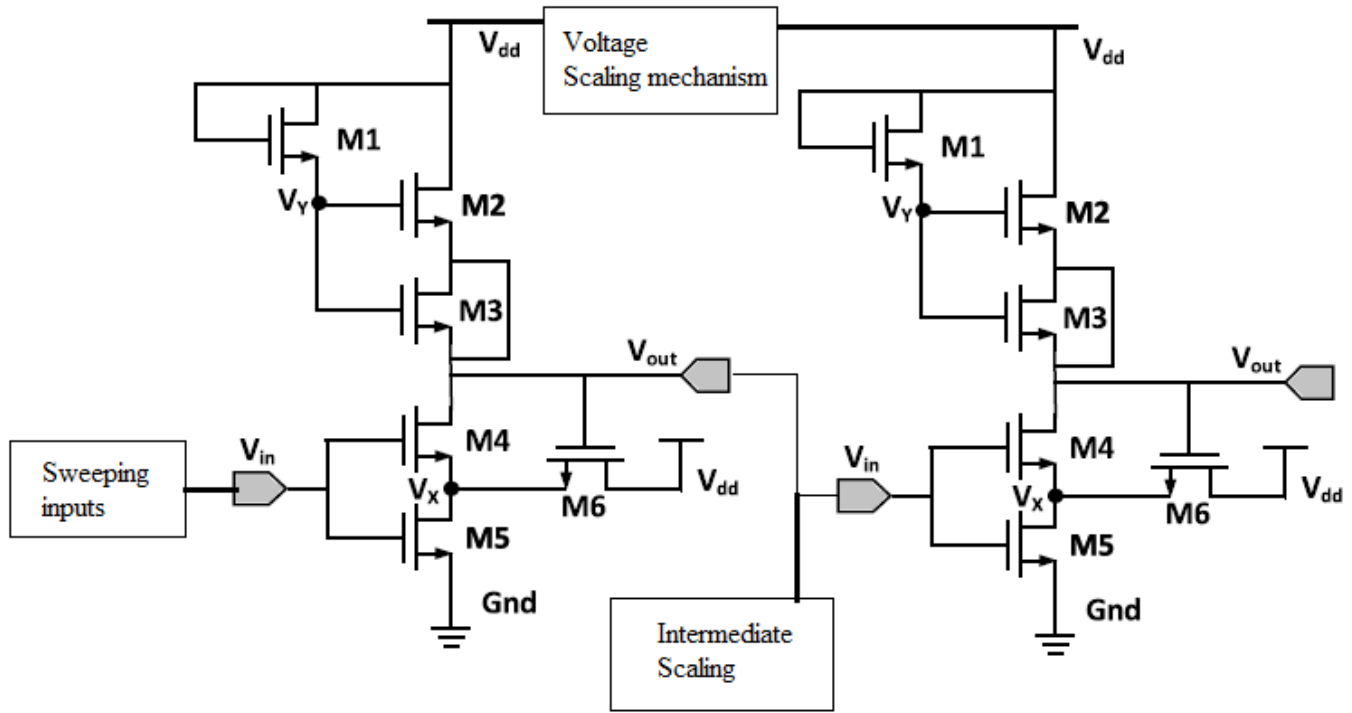 Vdd
Voltage
Scaling mechanism
Vdd
M1
M1
VY
M2
VY
M2
M3
M3
Vout
Vout
Sweeping
inputs
Vin
M4
VX
M6
Vdd
M5
Gnd
Vin
M4
VX
M6
Vdd
M5
Gnd
Intermediate
Scaling